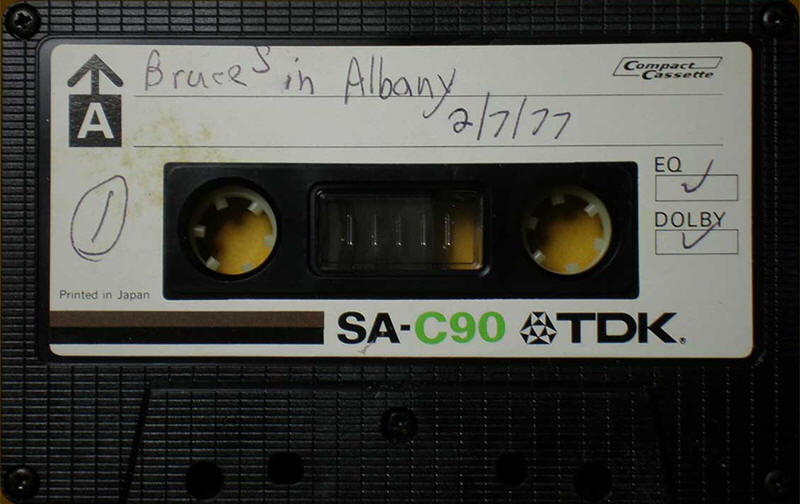 Bruce S in Albany
2/7/77
Compact
Cassette
A
1
EQ ✓
DOLBY ✓
Printed in Japan
SA-C90 TDK®